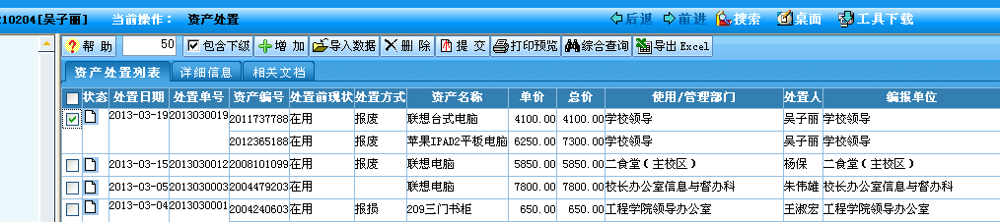 10204[吴子丽] 当前操作： 资产处置 后退 前进 搜索 桌面 工具下载
帮 助 50 包含下级 增 加 导入数据 删 除 提 交 打印预览 综合查询 导出 Excel
资产处置列表 详细信息 相关文档
状态 处置日期 处置单号 资产编号 处置前现状 处置方式 资产名称 单价 总价 使用/管理部门 处置人 编报单位
2013-03-19 2013030019 2011737788 在用 报废 联想台式电脑 4100.00 4100.00 学校领导 吴子丽 学校领导
2012365188 在用 报废 苹果IPAD2平板电脑 6250.00 7300.00 学校领导 吴子丽 学校领导
2013-03-15 2013030012 2008101099 在用 报废 联想电脑 5850.00 5850.00 二食堂（主校区） 杨保 二食堂（主校区）
2013-03-05 2013030003 2004479203 在用 联想电脑 7800.00 7800.00 校长办公室信息与督办科 朱伟雄 校长办公室信息与督办科
2013-03-04 2013030001 2004240603 在用 报损 209三门书柜 650.00 650.00 工程学院领导办公室 王淑宏 工程学院领导办公室